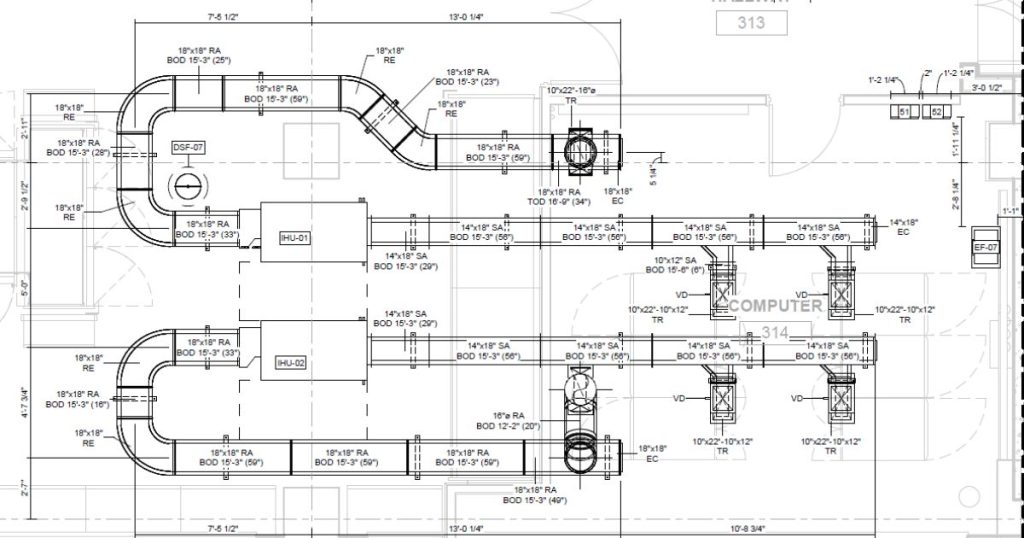 7'-5 1/2"
13'-0 1/4"
313
18"x18" RA
BOD 15'-3" (25")
18"x18"
RE
18"x18" RA
BOD 15'-3" (59")
18"x18" RA
BOD 15'-3" (23")
18"x18"
RE
10"x22"-16"ø
TR
1'-2 1/4"
2"
1'-2 1/4"
3'-0 1/2"
51
52
18"x18"
RE
2'-11"
18"x18" RA
BOD 15'-3" (28")
DSF-07
18"x18" RA
BOD 15'-3" (59")
5 1/4"
1'-11 1/4"
2'-9 1/2"
18"x18"
RE
18"x18" RA
TOD 16'-9" (34")
18"x18"
EC
2'-8 1/4"
1'-1"
18"x18" RA
BOD 15'-3" (33")
IHU-01
14"x18" SA
BOD 15'-3" (56")
14"x18" SA
BOD 15'-3" (56")
14"x18" SA
BOD 15'-3" (56")
14"x18" SA
BOD 15'-3" (56")
14"x18"
EC
EF-07
14"x18" SA
BOD 15'-3" (29")
10"x12" SA
BOD 15'-6" (6")
5'-0"
VD
VD
COMPUTER
314
10"x22"-10"x12"
TR
10"x22"-10"x12"
TR
14"x18" SA
BOD 15'-3" (29")
18"x18" RA
BOD 15'-3" (33")
IHU-02
14"x18" SA
BOD 15'-3" (56")
14"x18" SA
BOD 15'-3" (56")
14"x18" SA
BOD 15'-3" (56")
14"x18" SA
BOD 15'-3" (56")
18"x18"
RE
4'-7 3/4"
18"x18" RA
BOD 15'-3" (16")
VD
VD
16"ø RA
BOD 12'-2" (20")
18"x18"
RE
10"x22"-10"x12"
TR
10"x22"-10"x12"
TR
18"x18" RA
BOD 15'-3" (59")
18"x18" RA
BOD 15'-3" (59")
18"x18" RA
BOD 15'-3" (59")
18"x18"
EC
2'-7"
18"x18" RA
BOD 15'-3" (49")
7'-5 1/2"
13'-0 1/4"
10'-8 3/4"